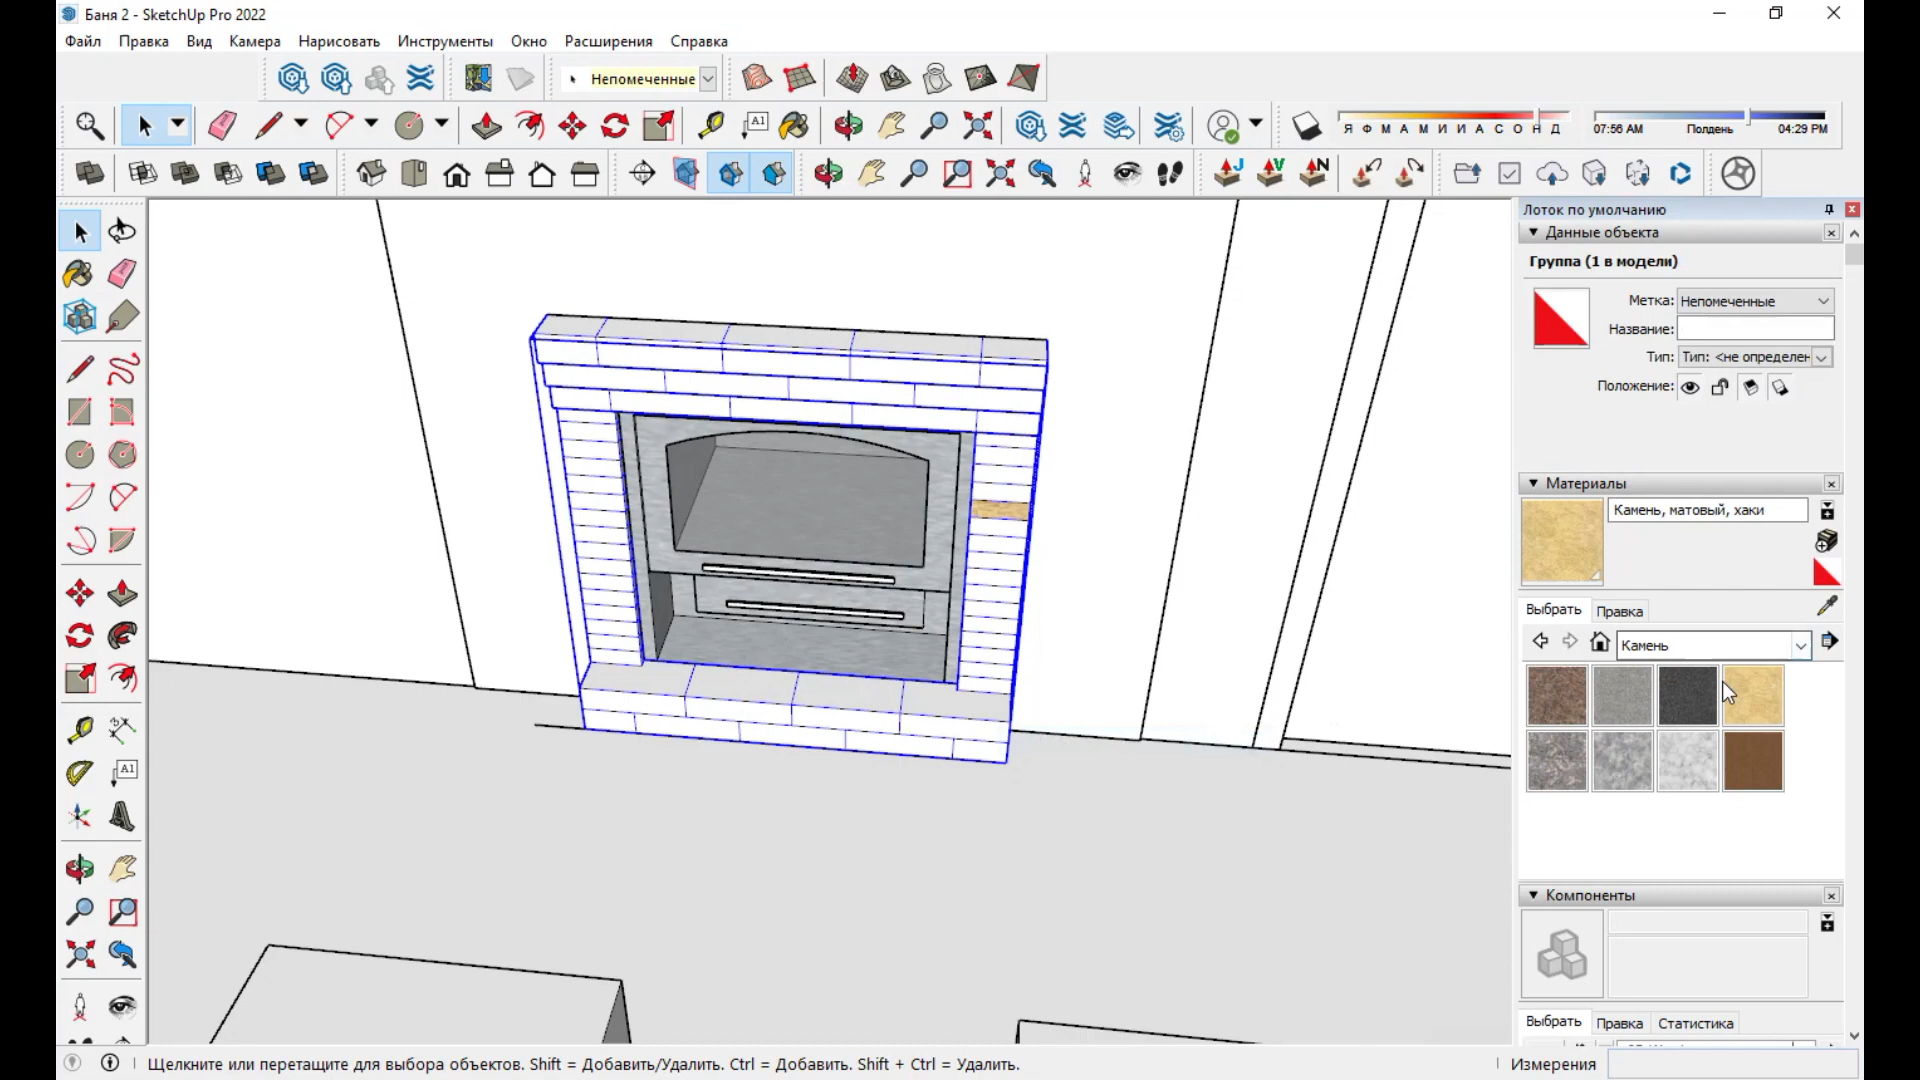 Баня 2 - SketchUp Pro 2022
Файл Правка Вид Камера Нарисовать Инструменты Окно Расширения Справка
Непомеченные
A1
Я Ф М А М И И А С О Н Д
07:56 AM Полдень 04:29 PM
J V N
Лоток по умолчанию
Данные объекта
Группа (1 в модели)
Метка: Непомеченные
Название:
Тип: Тип: <не определен
Положение:
Материалы
Камень, матовый, хаки
Выбрать Правка
Камень
A1
Компоненты
Выбрать Правка Статистика
Щелкните или перетащите для выбора объектов. Shift = Добавить/Удалить. Ctrl = Добавить. Shift + Ctrl = Удалить.
Измерения